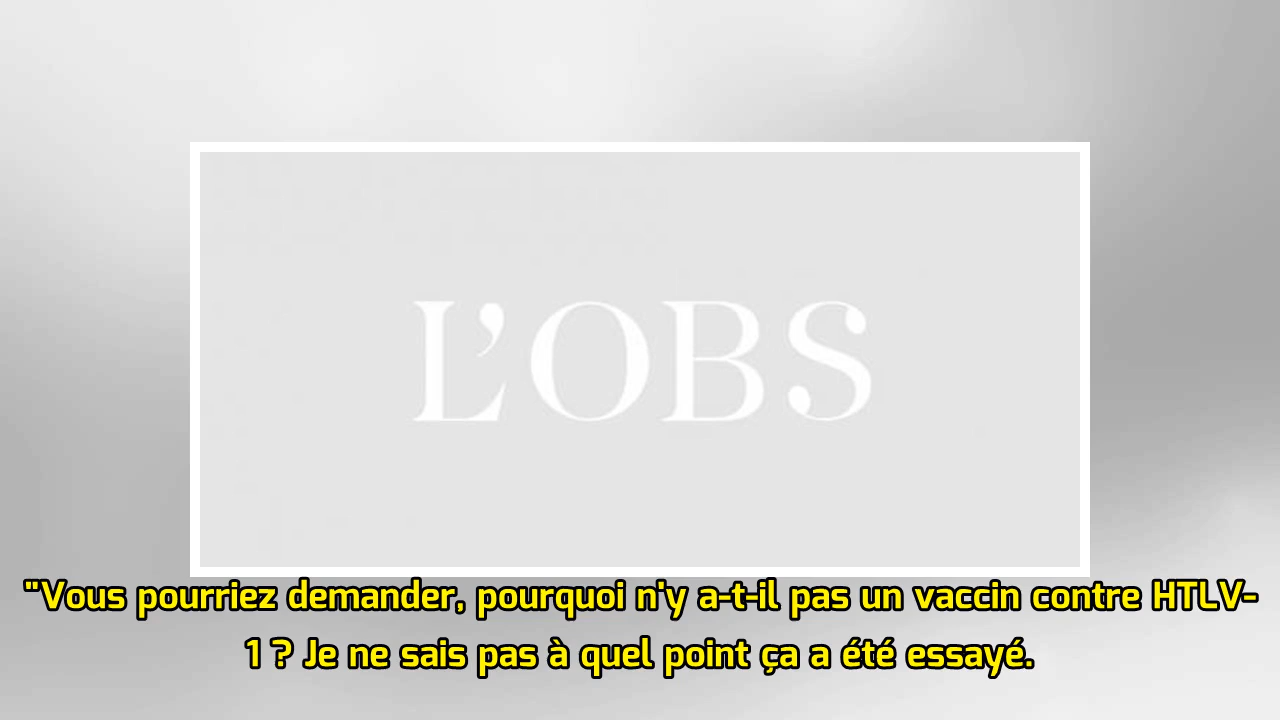 L'OBS
"Vous pourriez demander, pourquoi n'y a-t-il pas un vaccin contre HTLV-
1 ? Je ne sais pas à quel point ça a été essayé.